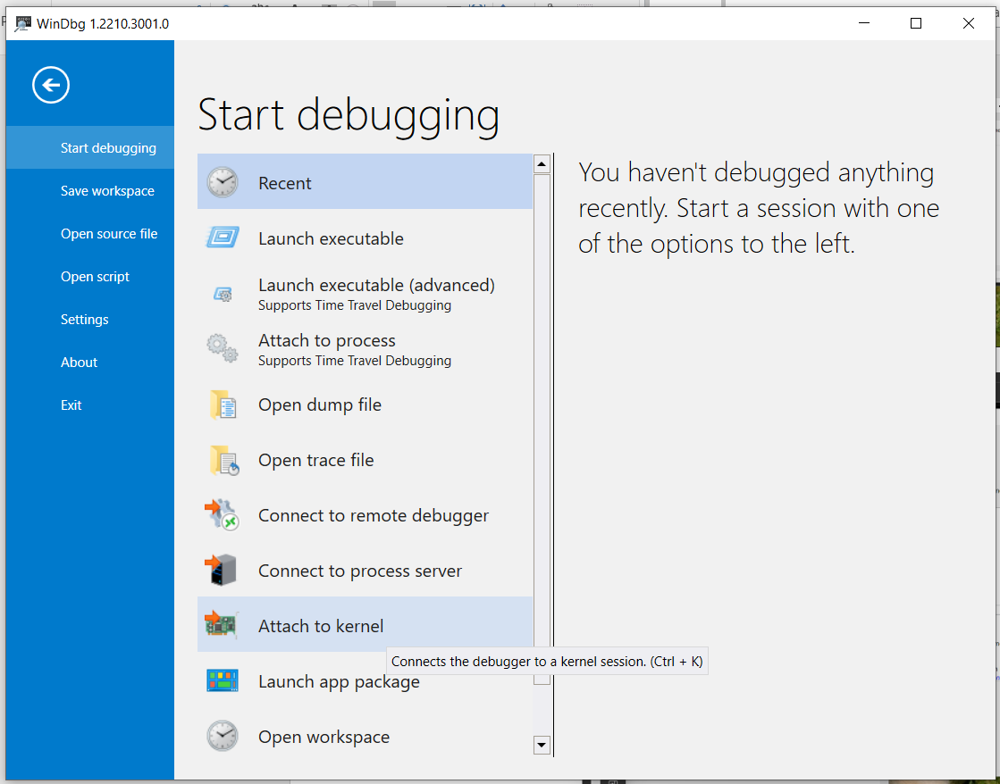 WinDbg 1.2210.3001.0
Start debugging
Save workspace
Open source file
Open script
Settings
About
Exit
Start debugging
Recent
Launch executable
Launch executable (advanced)
Supports Time Travel Debugging
Attach to process
Supports Time Travel Debugging
Open dump file
Open trace file
Connect to remote debugger
Connect to process server
Attach to kernel
Connects the debugger to a kernel session. (Ctrl + K)
Launch app package
Open workspace
You haven't debugged anything
recently. Start a session with one
of the options to the left.